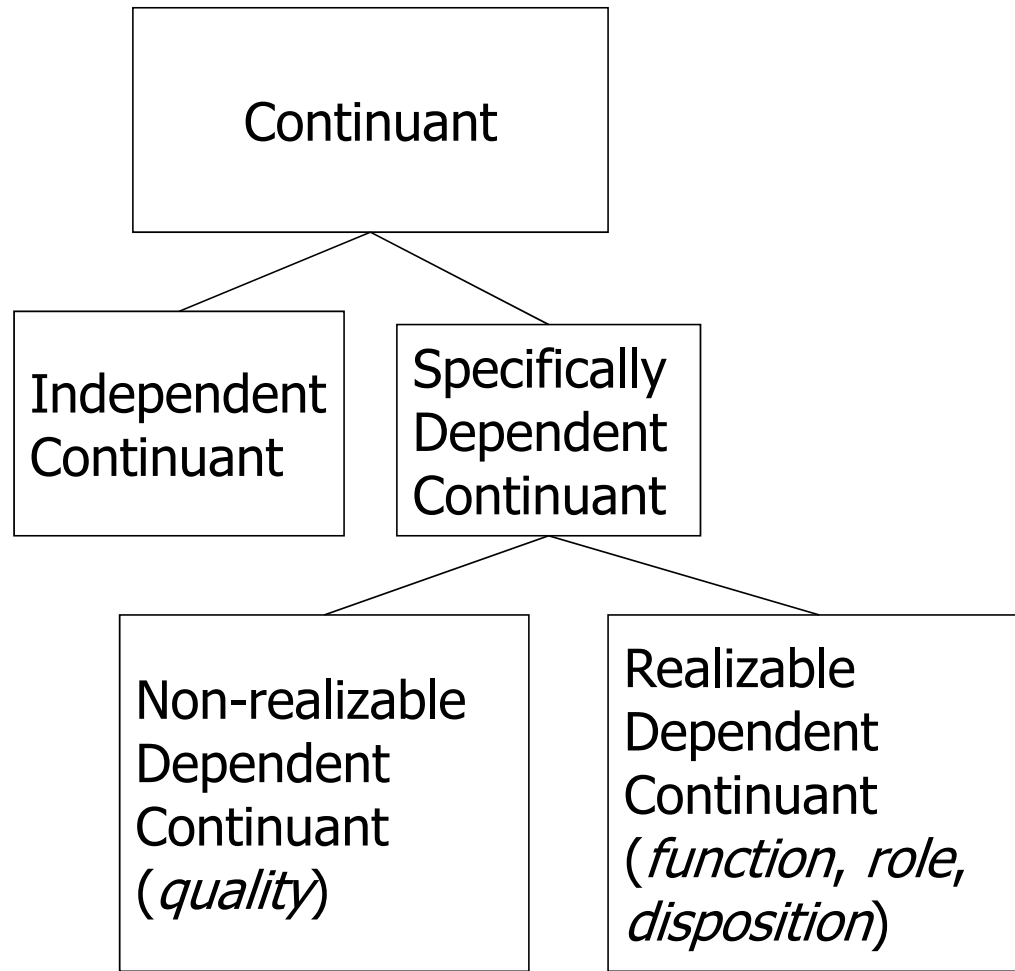 Continuant
Independent
Continuant
Specifically
Dependent
Continuant
Non-realizable
Dependent
Continuant
(quality)
Realizable
Dependent
Continuant
(function, role,
disposition)